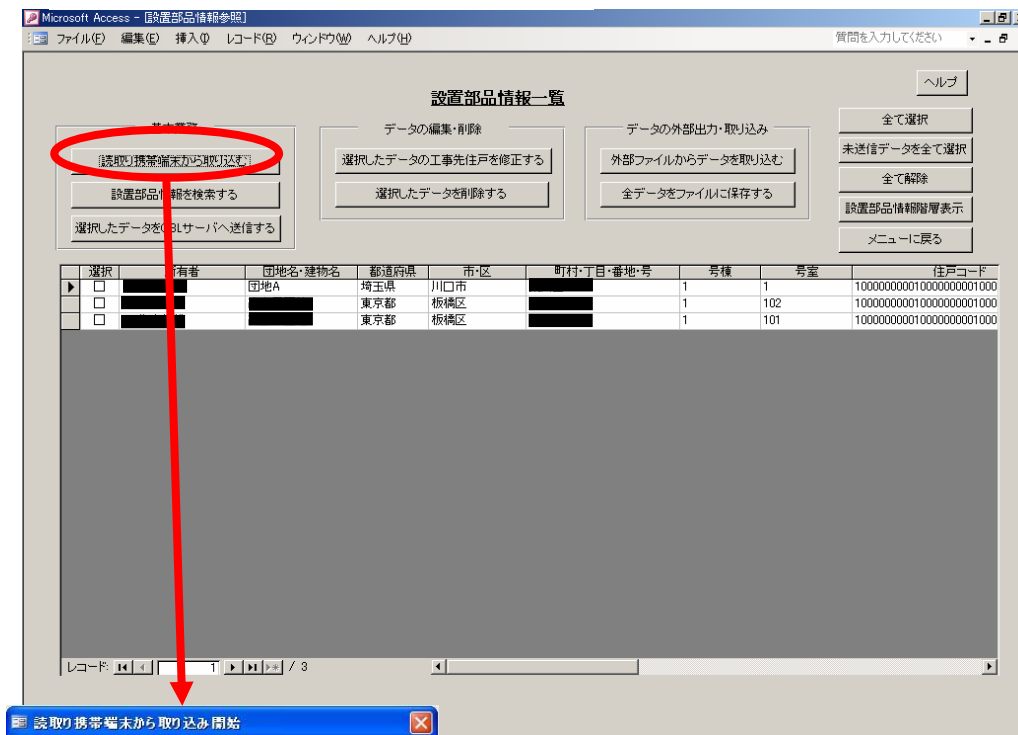 Microsoft Access - [設置部品情報参照]
ファイル(F) 編集(E) 挿入(I) レコード(R) ウィンドウ(W) ヘルプ(H) 質問を入力してください
ヘルプ
設置部品情報一覧
データの編集・削除 データの外部出力・取り込み
全て選択
読取り携帯端末から取り込む 選択したデータの工事先住戸を修正する 外部ファイルからデータを取り込む
未送信データを全て選択
設置部品情報を検索する 選択したデータを削除する 全データをファイルに保存する
全て解除
設置部品情報階層表示
選択したデータをCBLサーバへ送信する
メニューに戻る
選択 所有者 団地名・建物名 都道府県 市・区 町村・丁目・番地・号 号棟 号室 住戸コード
団地A 埼玉県 川口市 1 1 10000000001000000000100
東京都 板橋区 1 102 10000000001000000000100
東京都 板橋区 1 101 10000000001000000000100
レコード: 1 / 3
読取り携帯端末から取り込み開始